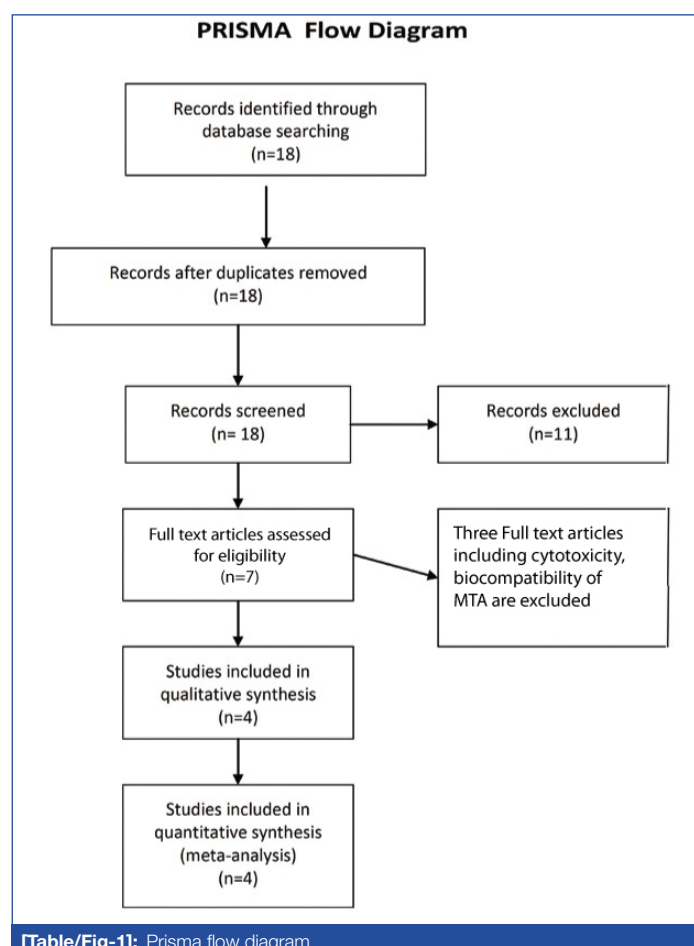 PRISMA Flow Diagram
Records identified through
database searching
(n=18)
Records after duplicates removed
(n=18)
Records screened
(n= 18)
Records excluded
(n=11)
Full text articles assessed
for eligibility
(n=7)
Three Full text articles
including cytotoxicity,
biocompatibility of
MTA are excluded
Studies included in
qualitative synthesis
(n=4)
Studies included in
quantitative synthesis
(meta-analysis)
(n=4)
[Table/Fig-1]: Prisma flow diagram